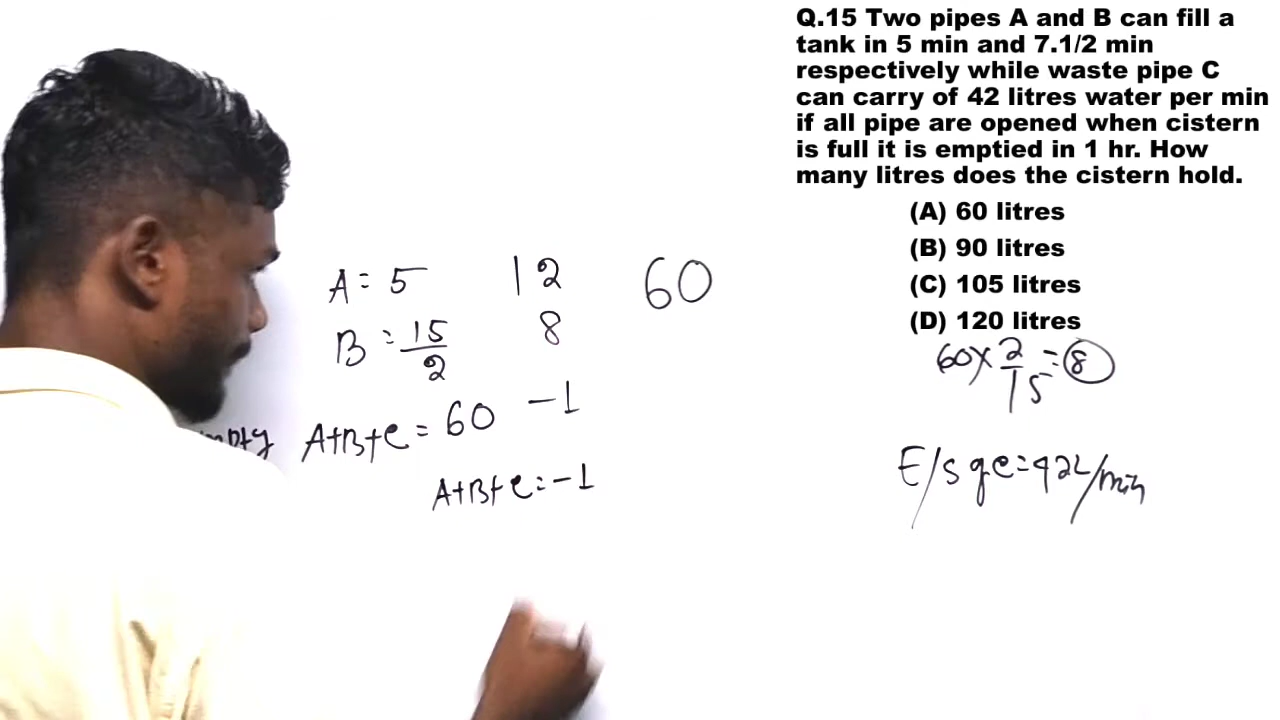 Q.15 Two pipes A and B can fill a
tank in 5 min and 7.1/2 min
respectively while waste pipe C
can carry of 42 litres water per min
if all pipe are opened when cistern
is full it is emptied in 1 hr. How
many litres does the cistern hold.
(A) 60 litres
(B) 90 litres
(C) 105 litres
(D) 120 litres
A = 5 12 60
B = 15/2 8
A+B+C = 60 -1
A+B+C = -1
60 × 2/15 = 8
E/S of C = 42L/min